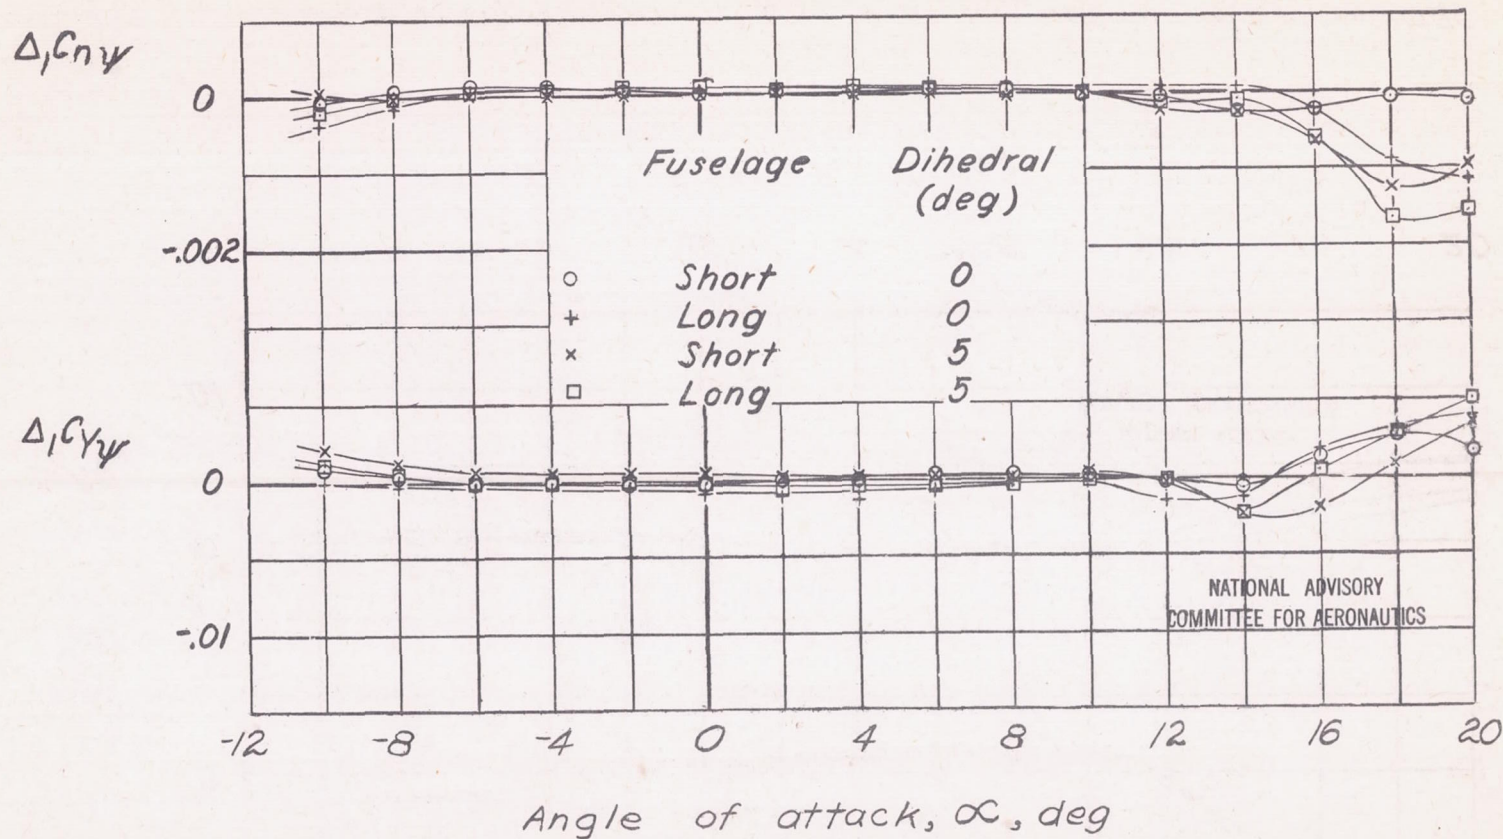 Δ₁Cnψ
0
-.002
Fuselage Dihedral
(deg)
○ Short 0
+ Long 0
× Short 5
□ Long 5
Δ₁CYψ
0
-.01
NATIONAL ADVISORY
COMMITTEE FOR AERONAUTICS
-12 -8 -4 0 4 8 12 16 20
Angle of attack, ∝, deg